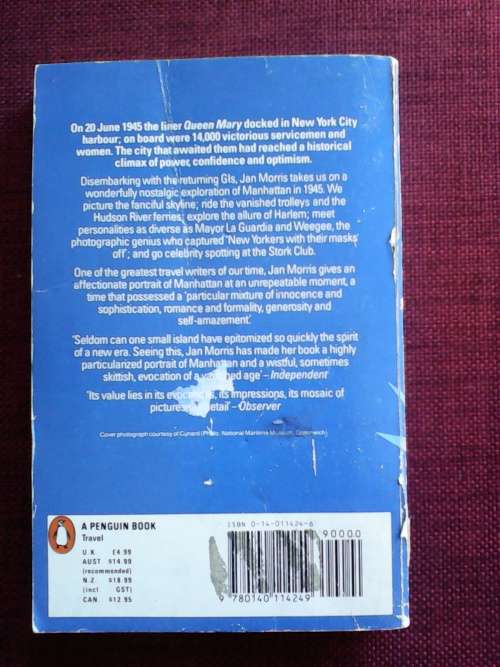 On 20 June 1945 the liner Queen Mary docked in New York City
harbour; on board were 14,000 victorious servicemen and
women. The city that awaited them had reached a historical
climax of power, confidence and optimism.
Disembarking with the returning GIs, Jan Morris takes us on a
wonderfully nostalgic exploration of Manhattan in 1945. We
picture the fanciful skyline; ride the vanished trolleys and the
Hudson River ferries; explore the allure of Harlem; meet
personalities as diverse as Mayor La Guardia and Weegee, the
photographic genius who captured 'New Yorkers with their masks
off'; and go celebrity spotting at the Stork Club.
One of the greatest travel writers of our time, Jan Morris gives an
affectionate portrait of Manhattan at an unrepeatable moment, a
time that possessed a 'particular mixture of innocence and
sophistication, romance and formality, generosity and
self-amazement'.
'Seldom can one small island have epitomized so quickly the spirit
of a new era. Seeing this, Jan Morris has made her book a highly
particularized portrait of Manhattan and a wistful, sometimes
skittish, evocation of a age' – Independent
'Its value lies in its its impressions, its mosaic of
detail' – Observer
Cover photograph courtesy of Cunard (Photo: National Maritime Museum, Greenwich)
A PENGUIN BOOK
Travel
U.K £4.99
AUST $14.99
(recommended)
N.Z $18.99
(incl GST)
CAN $12.95
ISBN 0-14-011424-6
90000
9 780140 114249